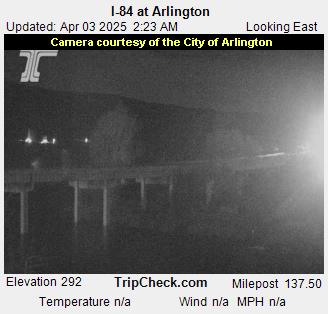 I-84 at Arlington
Updated: Apr 03 2025 2:23 AM Looking East
Camera courtesy of the City of Arlington
Elevation 292 TripCheck.com Milepost 137.50
Temperature n/a Wind n/a MPH n/a